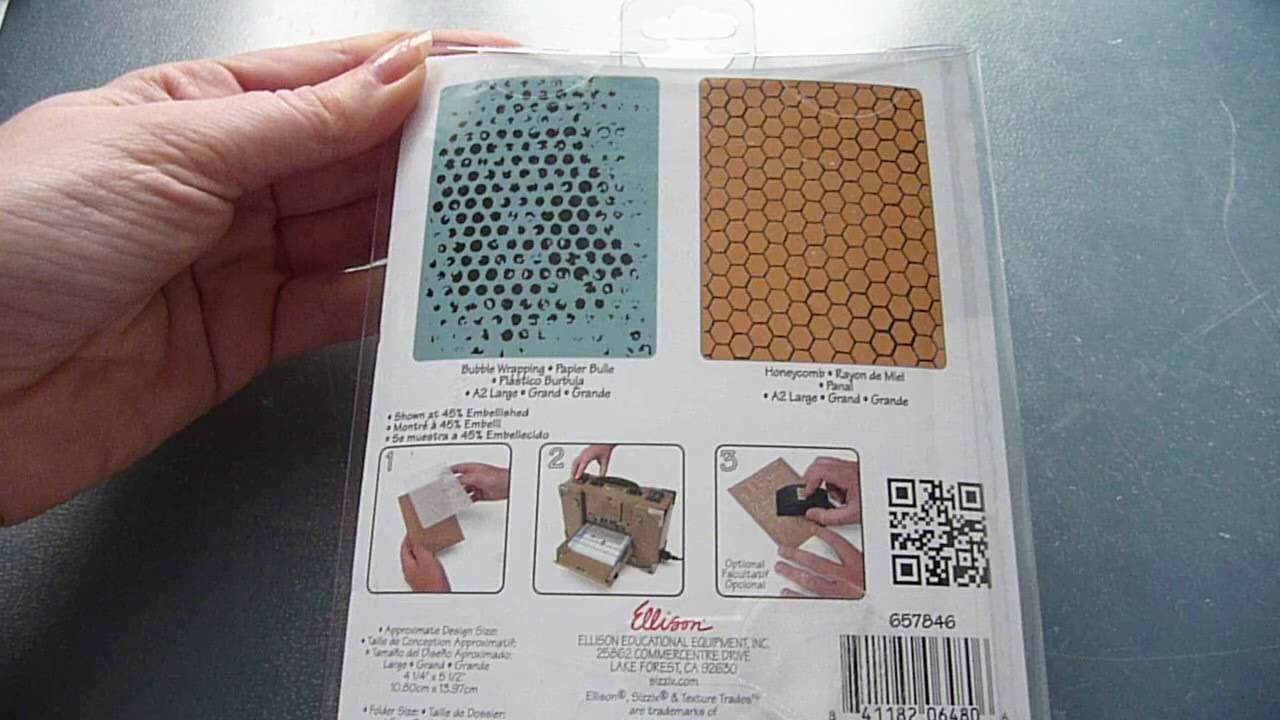 Bubble Wrapping • Papier Bulle
• Plástico Burbuja
• A2 Large • Grand • Grande
Honeycomb • Rayon de Miel
• Panal
• A2 Large • Grand • Grande
• Shown at 45% Embellished
• Montré à 45% Embelli
• Se muestra a 45% Embellecido
1
2
3
Optional
Facultatif
Opcional
• Approximate Design Size:
• Taille de Conception Approximatif:
• Tamaño del Diseño Aproximado:
Large • Grand • Grande
4 1/4" x 5 1/2"
10.80cm x 13.97cm
• Folder Size: • Taille de Dossier:
Ellison
ELLISON EDUCATIONAL EQUIPMENT, INC.
25862 COMMERCENTRE DRIVE
LAKE FOREST, CA 92630
sizzix.com
Ellison®, Sizzix® & Texture Trades™
are trademarks of
657846
41182 06480